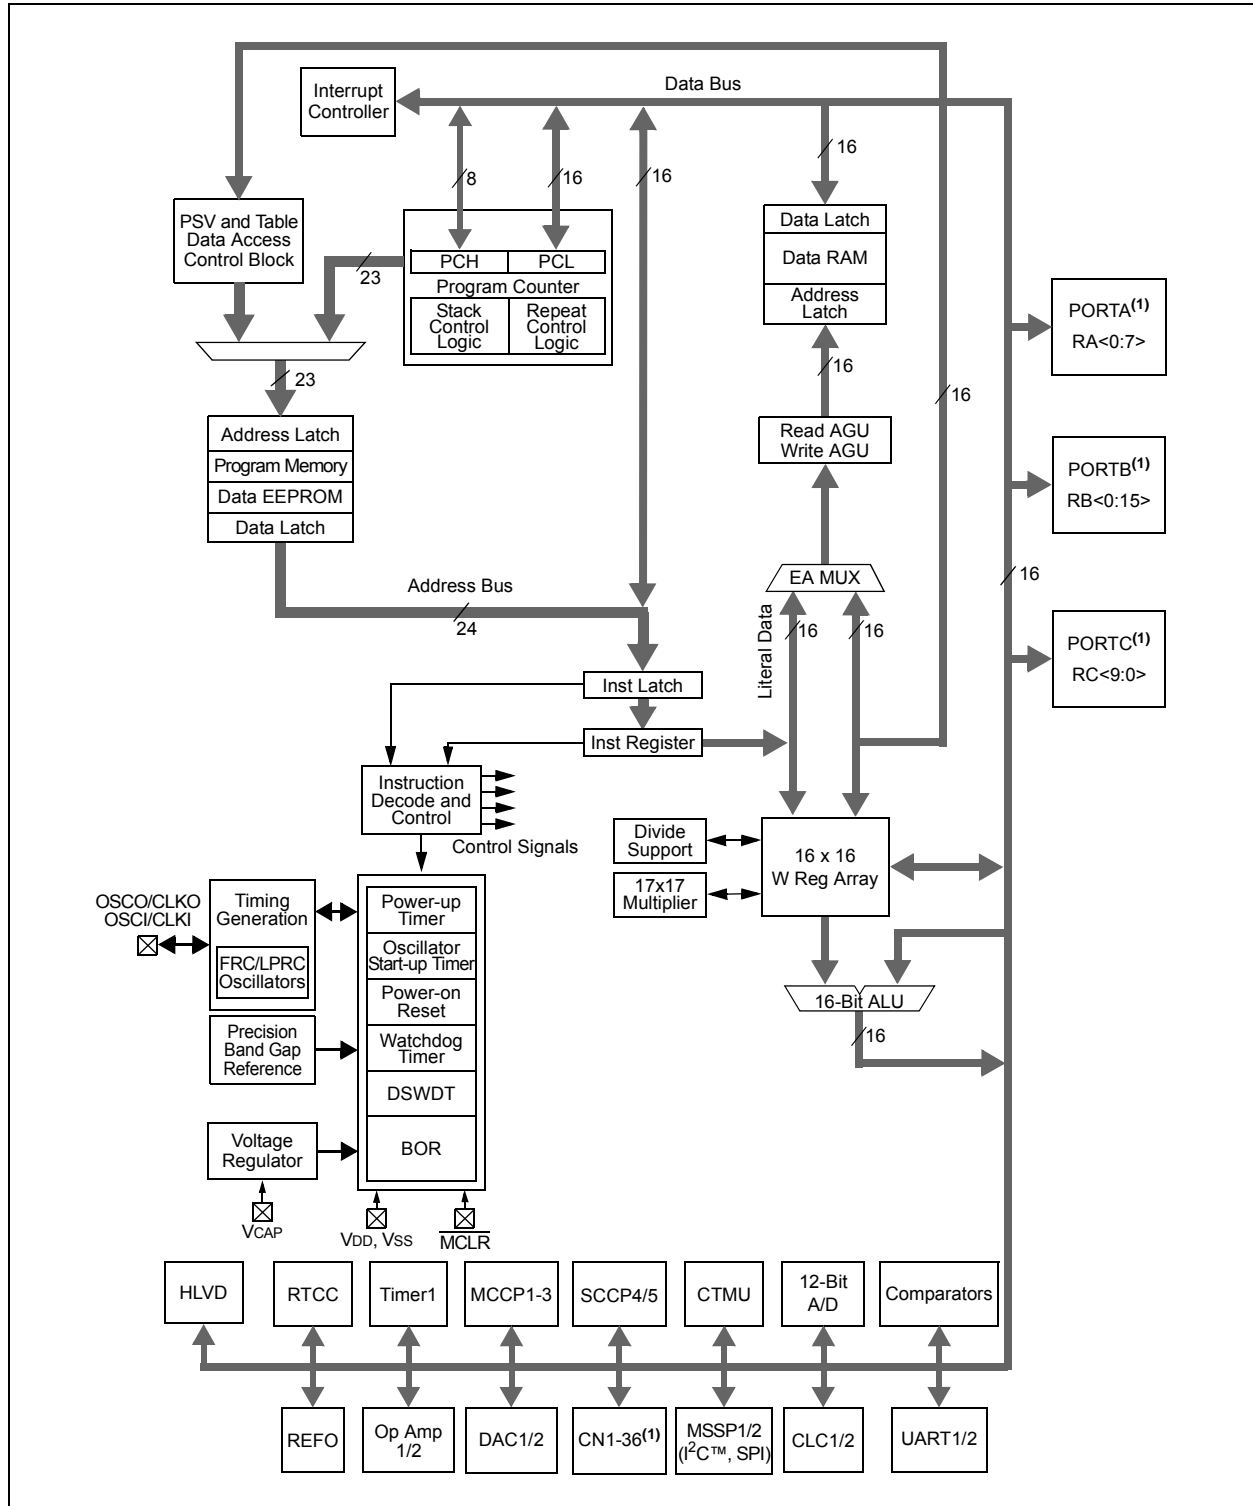 Data Bus
Interrupt
Controller
16
8
16
16
PSV and Table
Data Access
Control Block
Data Latch
Data RAM
Address
Latch
PCH
PCL
23
Program Counter
Stack
Control
Logic
Repeat
Control
Logic
PORTA(1)
RA<0:7>
23
16
16
Address Latch
Program Memory
Data EEPROM
Data Latch
Read AGU
Write AGU
PORTB(1)
RB<0:15>
EA MUX
16
Address Bus
24
Literal Data
16
16
PORTC(1)
RC<9:0>
Inst Latch
Inst Register
Instruction
Decode and
Control
Control Signals
Divide
Support
16 x 16
W Reg Array
17x17
Multiplier
OSCO/CLKO
OSCI/CLKI
Timing
Generation
FRC/LPRC
Oscillators
Power-up
Timer
Oscillator
Start-up Timer
Power-on
Reset
Watchdog
Timer
DSWDT
BOR
16-Bit ALU
16
Precision
Band Gap
Reference
Voltage
Regulator
VCAP
VDD, VSS
MCLR
HLVD
RTCC
Timer1
MCCP1-3
SCCP4/5
CTMU
12-Bit
A/D
Comparators
REFO
Op Amp
1/2
DAC1/2
CN1-36(1)
MSSP1/2
(I2C™, SPI)
CLC1/2
UART1/2